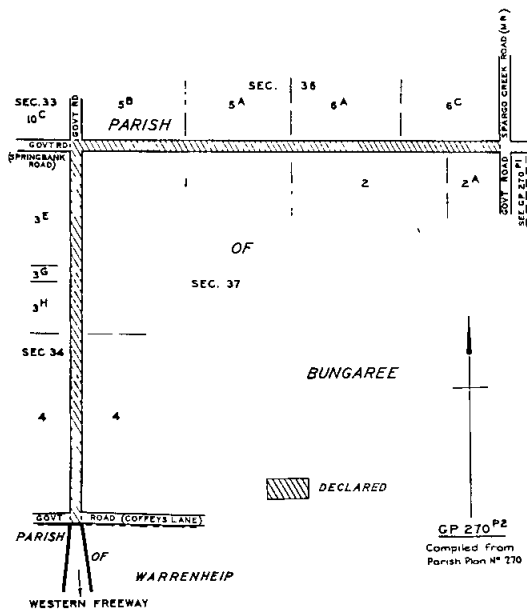 SPARGO CREEK ROAD (M.R)
SEC. 36
SEC. 33
10C
GOVT RD
5B
5A
6A
6C
PARISH
GOVT RD
(SPRINGBANK ROAD)
GOVT ROAD
SEE GP 270 P1
1
2
2A
3E
OF
3G
SEC. 37
3H
SEC 34
BUNGAREE
4
4
DECLARED
GOVT ROAD (COFFEYS LANE)
GP 270 P2
PARISH
OF
Compiled from
Parish Plan No 270
WARRENHEIP
WESTERN FREEWAY